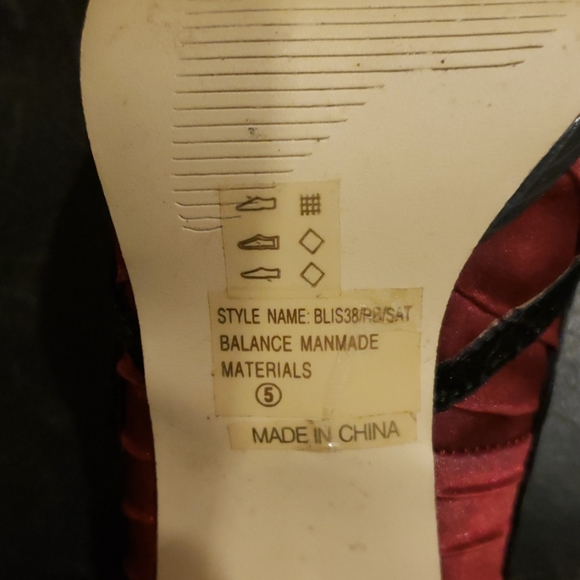 STYLE NAME: BLIS38/RB/SAT
BALANCE MANMADE
MATERIALS
5
MADE IN CHINA